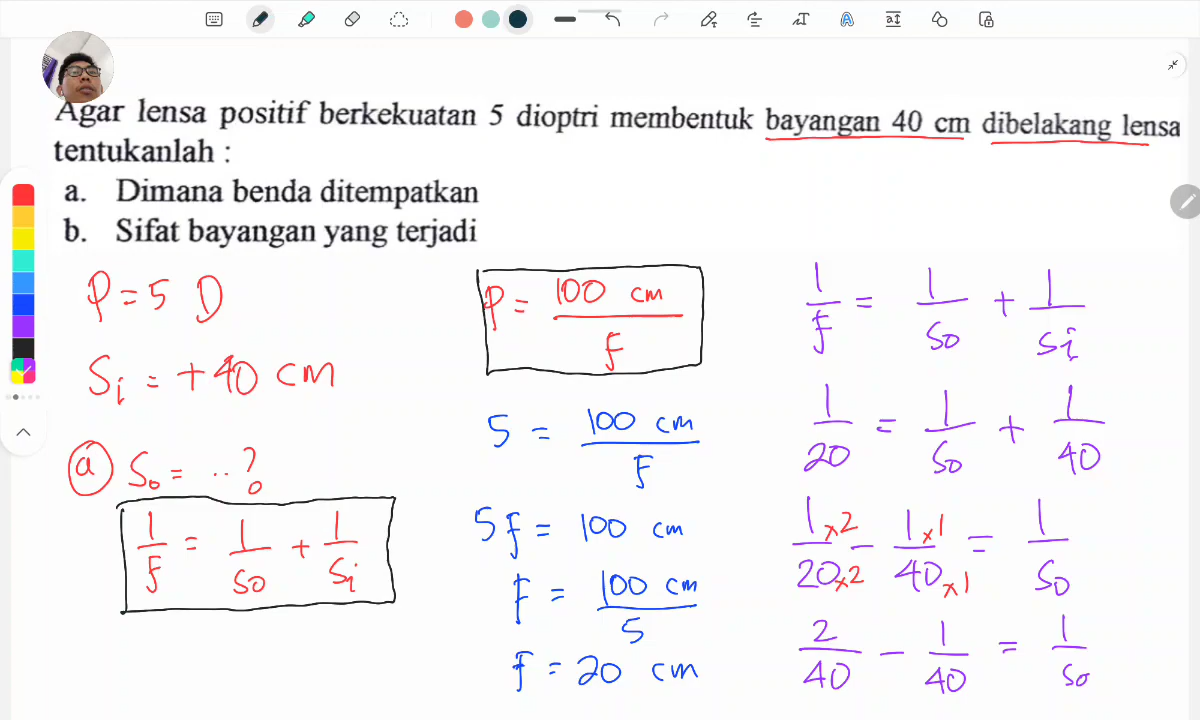 Agar lensa positif berkekuatan 5 dioptri membentuk bayangan 40 cm dibelakang lensa
tentukanlah :
a. Dimana benda ditempatkan
b. Sifat bayangan yang terjadi
P = 5 D
Si = +40 cm
(a) So = ..?
1/f = 1/so + 1/si
P = 100 cm / f
5 = 100 cm / f
5f = 100 cm
f = 100 cm / 5
f = 20 cm
1/f = 1/so + 1/si
1/20 = 1/so + 1/40
1x2/20x2 - 1x1/40x1 = 1/so
2/40 - 1/40 = 1/so